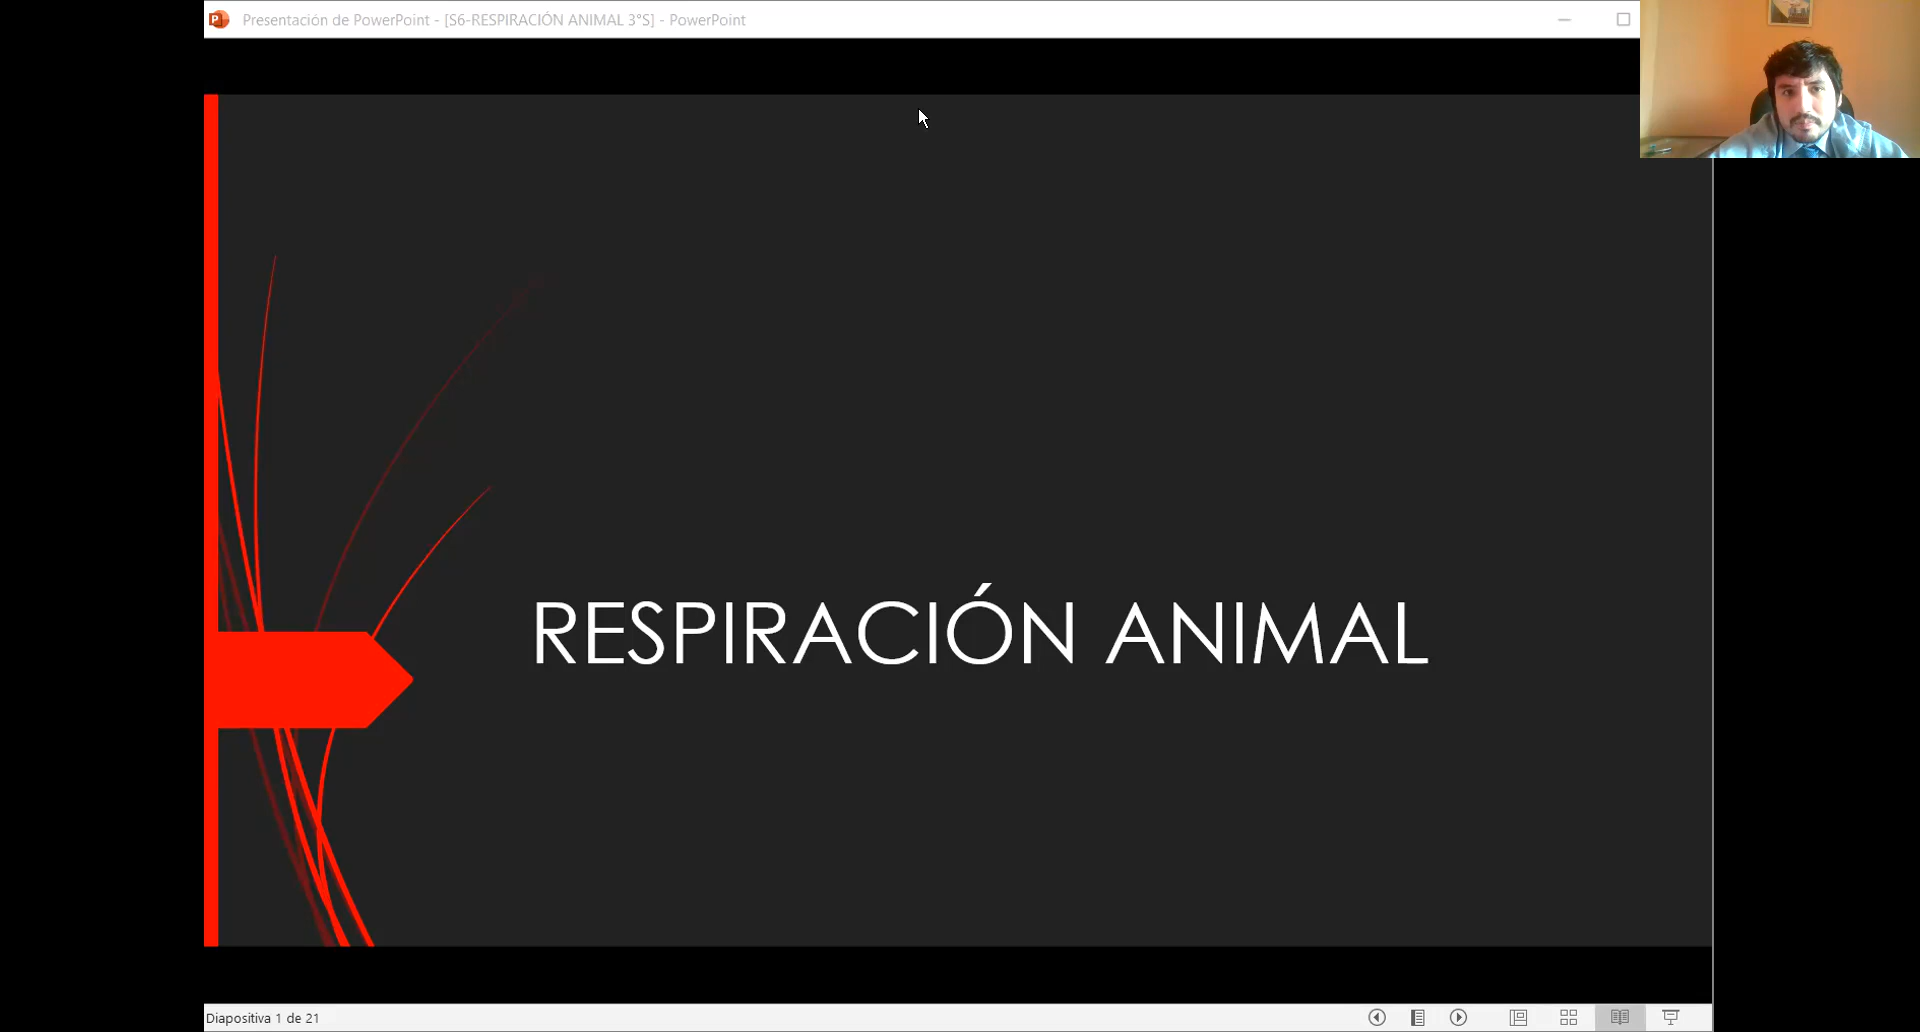 Presentación de PowerPoint - [S6-RESPIRACIÓN ANIMAL 3°S] - PowerPoint
RESPIRACIÓN ANIMAL
Diapositiva 1 de 21